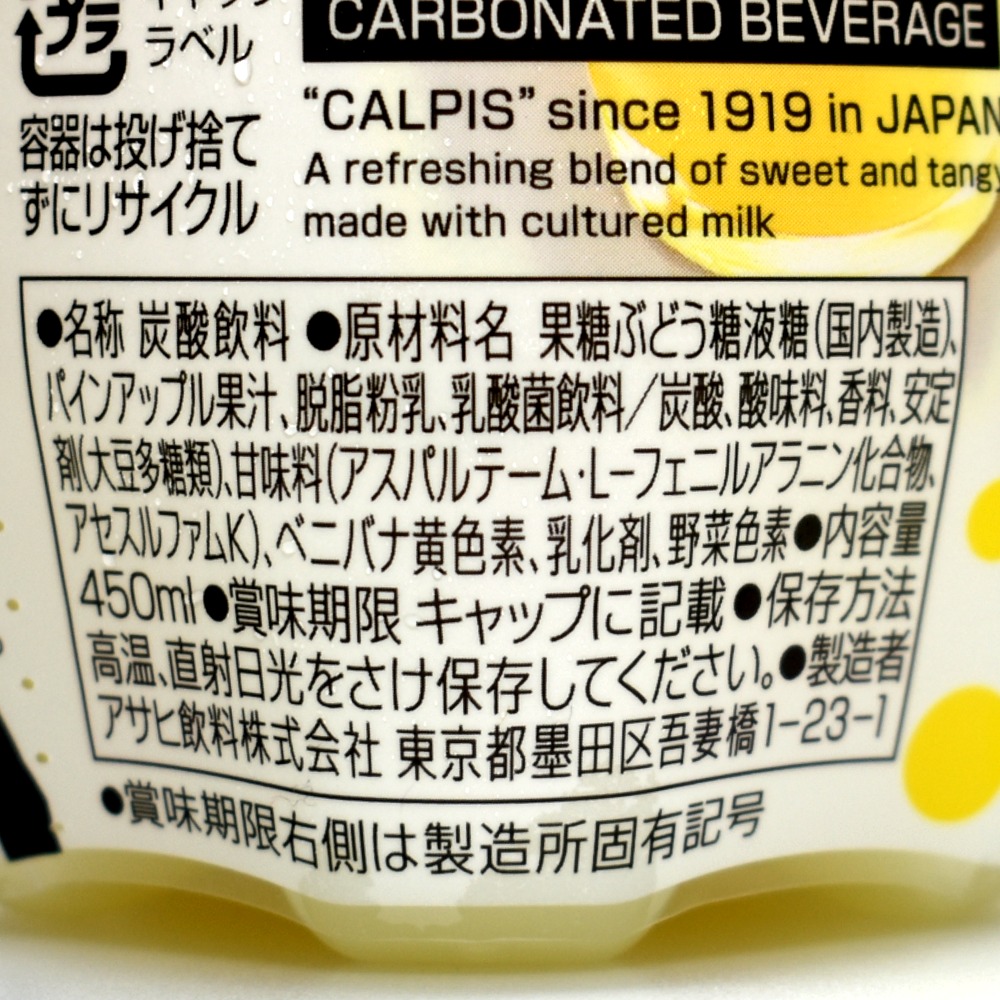 プラ
ラベル
容器は投げ捨て
ずにリサイクル
CARBONATED BEVERAGE
“CALPIS” since 1919 in JAPAN
A refreshing blend of sweet and tangy
made with cultured milk
●名称 炭酸飲料 ●原材料名 果糖ぶどう糖液糖(国内製造)、
パインアップル果汁、脱脂粉乳、乳酸菌飲料/炭酸、酸味料、香料、安定
剤(大豆多糖類)、甘味料(アスパルテーム・L-フェニルアラニン化合物、
アセスルファムK)、ベニバナ黄色素、乳化剤、野菜色素●内容量
450ml●賞味期限 キャップに記載●保存方法
高温、直射日光をさけ保存してください。●製造者
アサヒ飲料株式会社 東京都墨田区吾妻橋1-23-1
●賞味期限右側は製造所固有記号